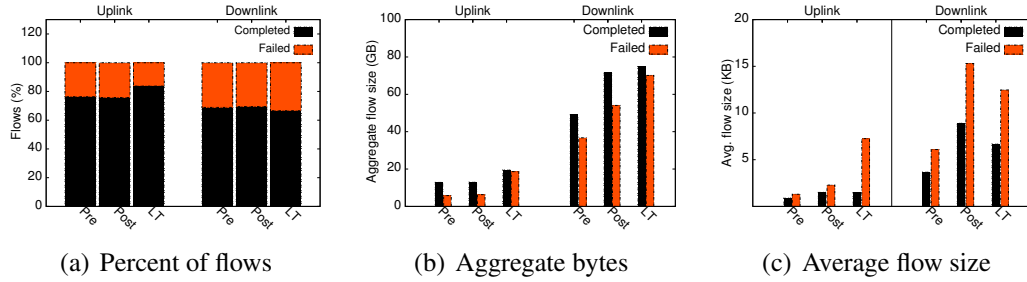 Uplink Downlink
Completed
Failed
Flows (%)
120
100
80
60
40
20
0
Pre Post LT Pre Post LT
(a) Percent of flows
Uplink Downlink
Completed
Failed
Aggregate flow size (GB)
100
80
60
40
20
0
Pre Post LT Pre Post LT
(b) Aggregate bytes
Uplink Downlink
Completed
Failed
Avg. flow size (KB)
20
15
10
5
Pre Post LT Pre Post LT
(c) Average flow size